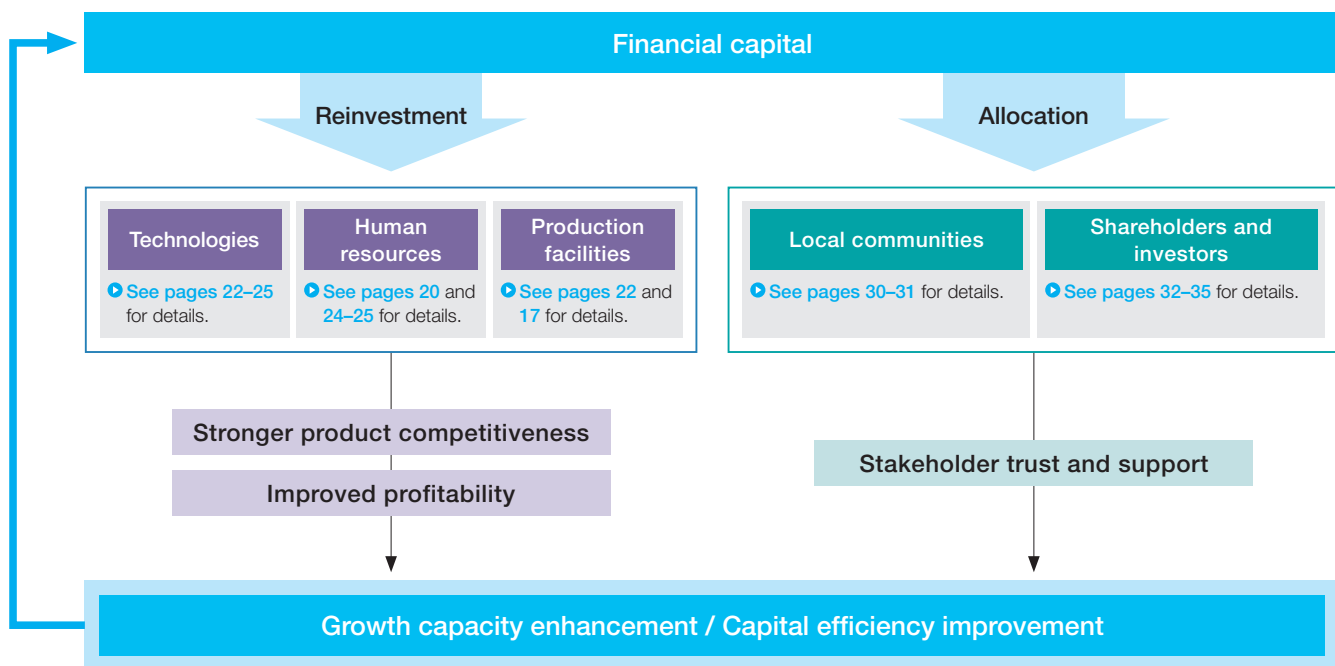 Financial capital
Reinvestment
Allocation
Technologies
See pages 22–25
for details.
Human
resources
See pages 20 and
24–25 for details.
Production
facilities
See pages 22 and
17 for details.
Local communities
See pages 30–31 for details.
Shareholders and
investors
See pages 32–35 for details.
Stronger product competitiveness
Improved profitability
Stakeholder trust and support
Growth capacity enhancement / Capital efficiency improvement